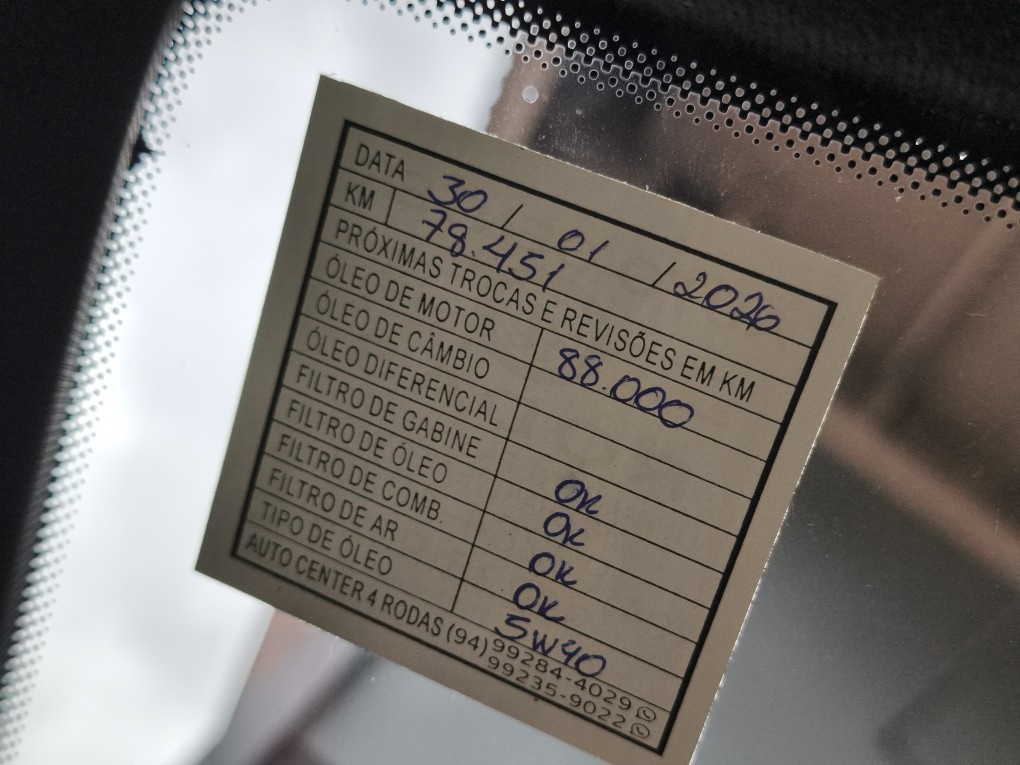 DATA 30 / 01 / 2026
KM 78.451
PRÓXIMAS TROCAS E REVISÕES EM KM
ÓLEO DE MOTOR 88.000
ÓLEO DE CÂMBIO
ÓLEO DIFERENCIAL
FILTRO DE GABINE OK
FILTRO DE ÓLEO OK
FILTRO DE COMB. OK
FILTRO DE AR OK
TIPO DE ÓLEO 5W40
AUTO CENTER 4 RODAS (94) 99284-4029
99235-9022